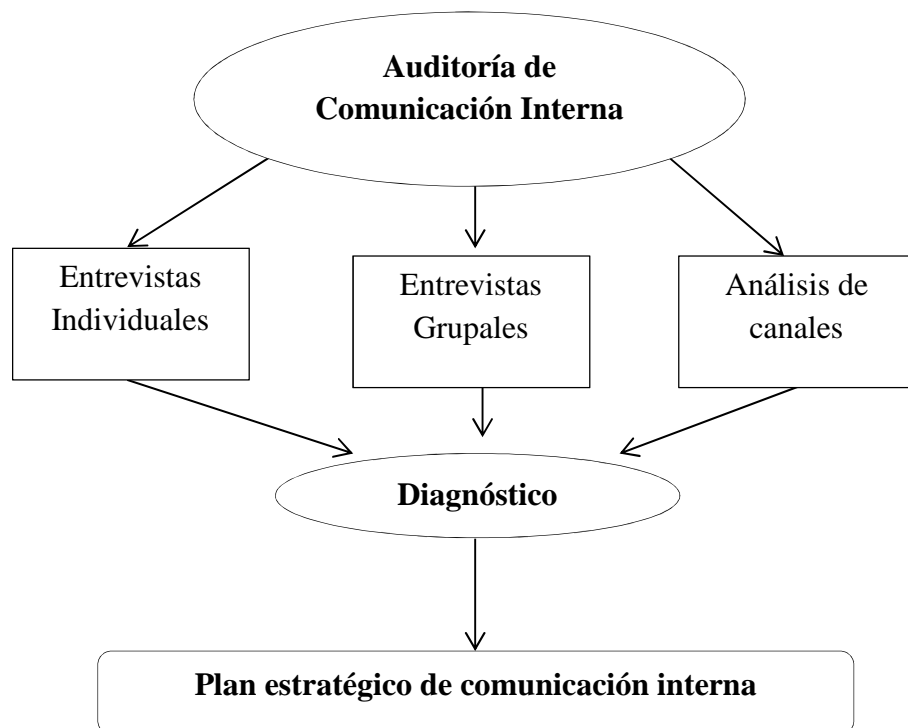 Auditoría de
Comunicación Interna
Entrevistas
Individuales
Entrevistas
Grupales
Análisis de
canales
Diagnóstico
Plan estratégico de comunicación interna